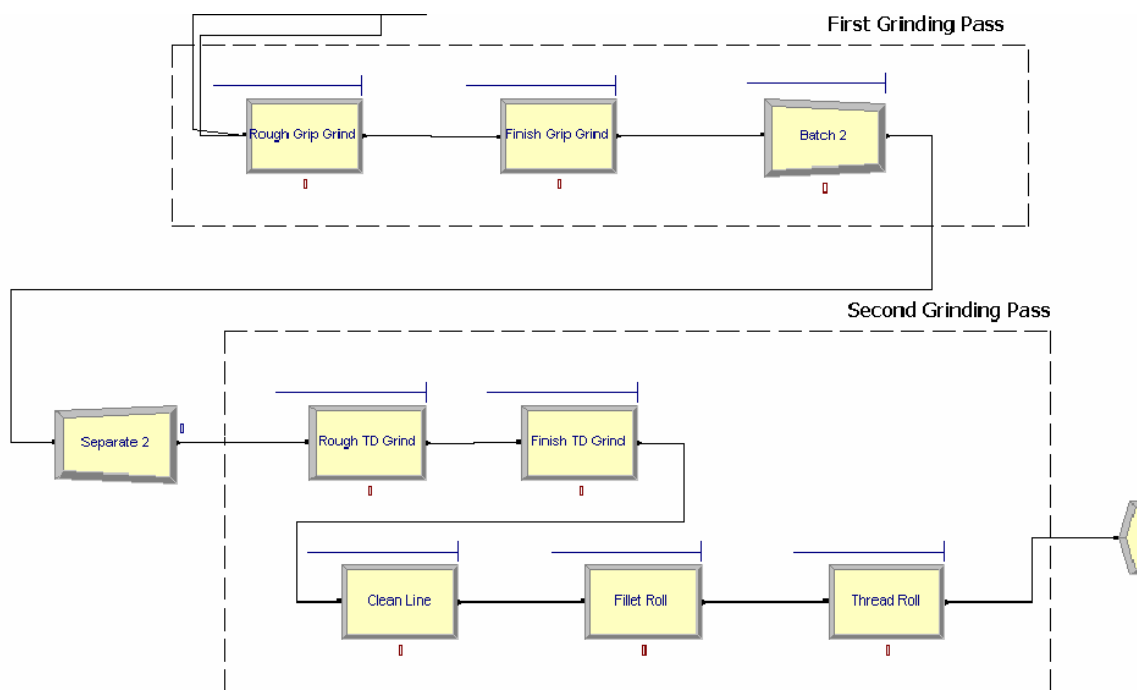 First Grinding Pass
Rough Grip Grind
Finish Grip Grind
Batch 2
Second Grinding Pass
Separate 2
Rough TD Grind
Finish TD Grind
Clean Line
Fillet Roll
Thread Roll